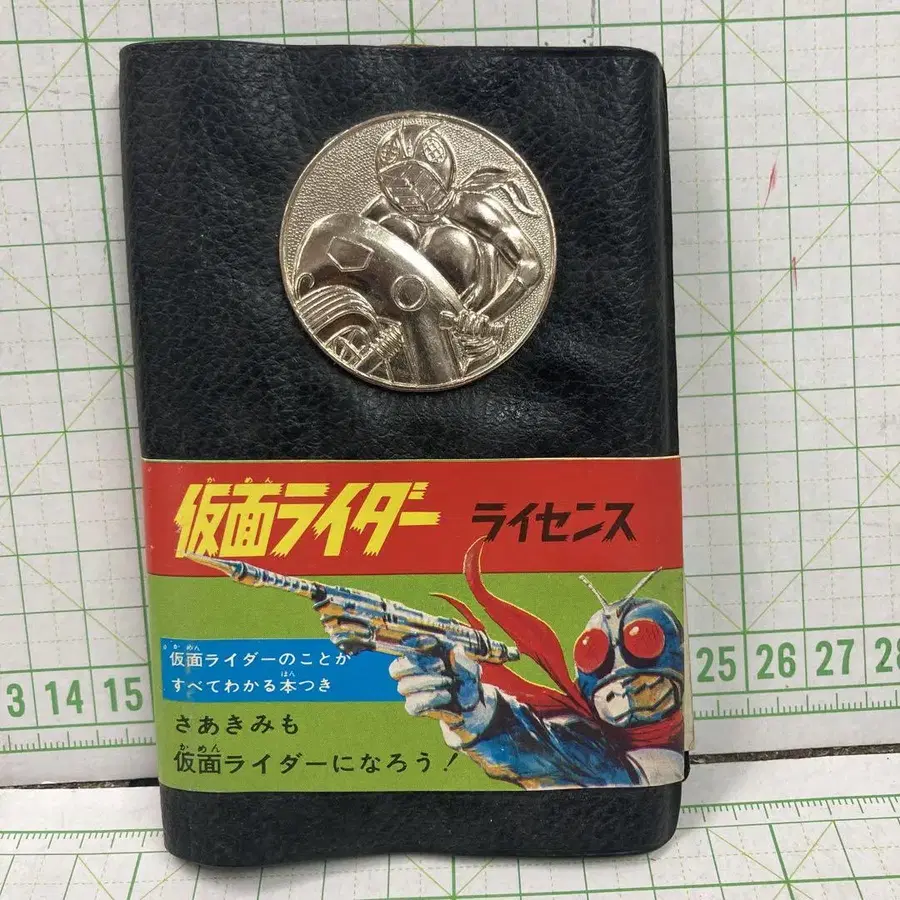 仮面ライダー ライセンス
仮面ライダーのことが
すべてわかる本つき
さあきみも
仮面ライダーになろう!
13 14 15
25 26 27 28